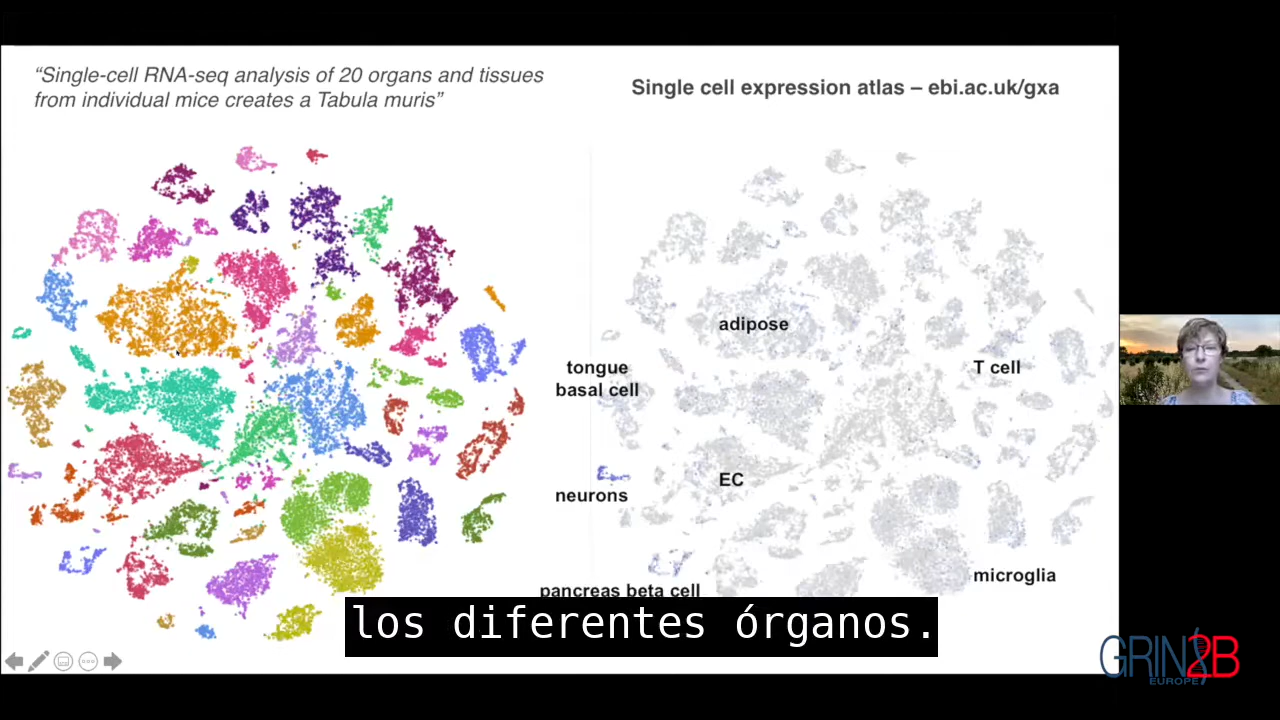 “Single-cell RNA-seq analysis of 20 organs and tissues
from individual mice creates a Tabula muris”
Single cell expression atlas – ebi.ac.uk/gxa
adipose
tongue
basal cell
T cell
EC
neurons
microglia
pancreas beta cell
los diferentes órganos.
GRIN2B
EUROPE